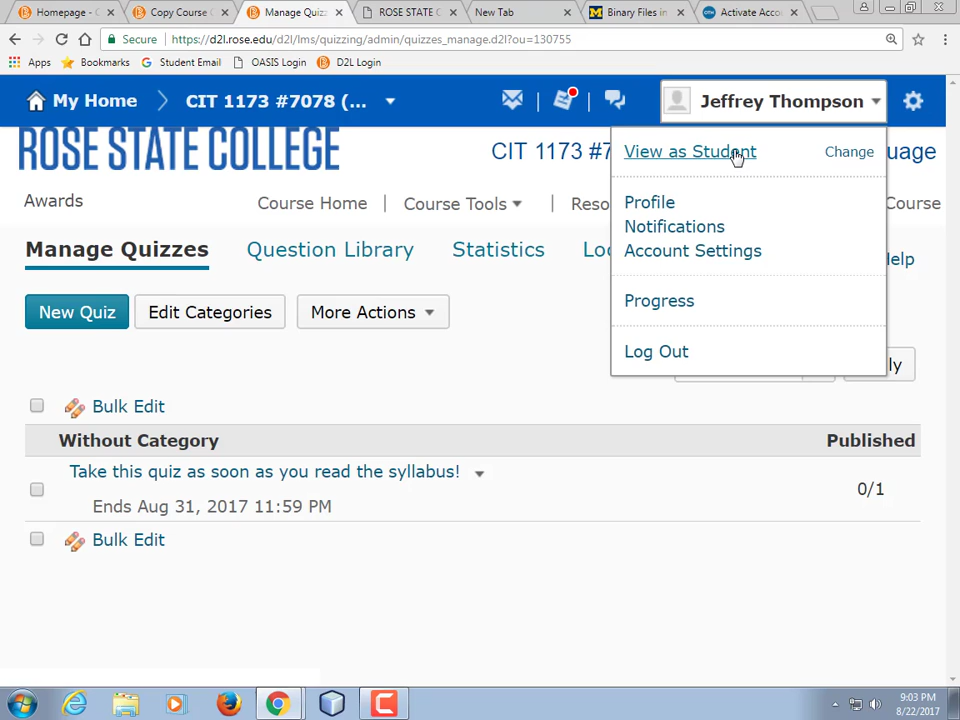 Homepage - C
Copy Course
Manage Quizz
ROSE STATE C
New Tab
Binary Files in
Activate Acco
Secure
https://d2l.rose.edu/d2l/lms/quizzing/admin/quizzes_manage.d2l?ou=130755
Apps
Bookmarks
Student Email
OASIS Login
D2L Login
My Home
CIT 1173 #7078 (...
Jeffrey Thompson
ROSE STATE COLLEGE
CIT 1173 #7
uage
View as Student
Change
Awards
Course Home
Course Tools
Reso
Course
Profile
Notifications
Account Settings
Manage Quizzes
Question Library
Statistics
Lo
Help
Progress
New Quiz
Edit Categories
More Actions
Log Out
ly
Bulk Edit
Without Category
Published
Take this quiz as soon as you read the syllabus!
0/1
Ends Aug 31, 2017 11:59 PM
Bulk Edit
9:03 PM
8/22/2017